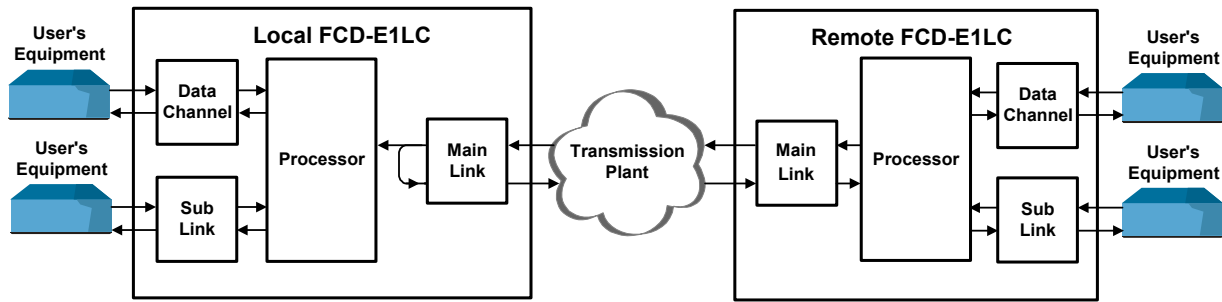 User's
Equipment
Local FCD-E1LC
Data
Channel
Processor
Main
Link
User's
Equipment
Sub
Link
Transmission
Plant
Remote FCD-E1LC
Main
Link
Processor
Data
Channel
User's
Equipment
Sub
Link
User's
Equipment